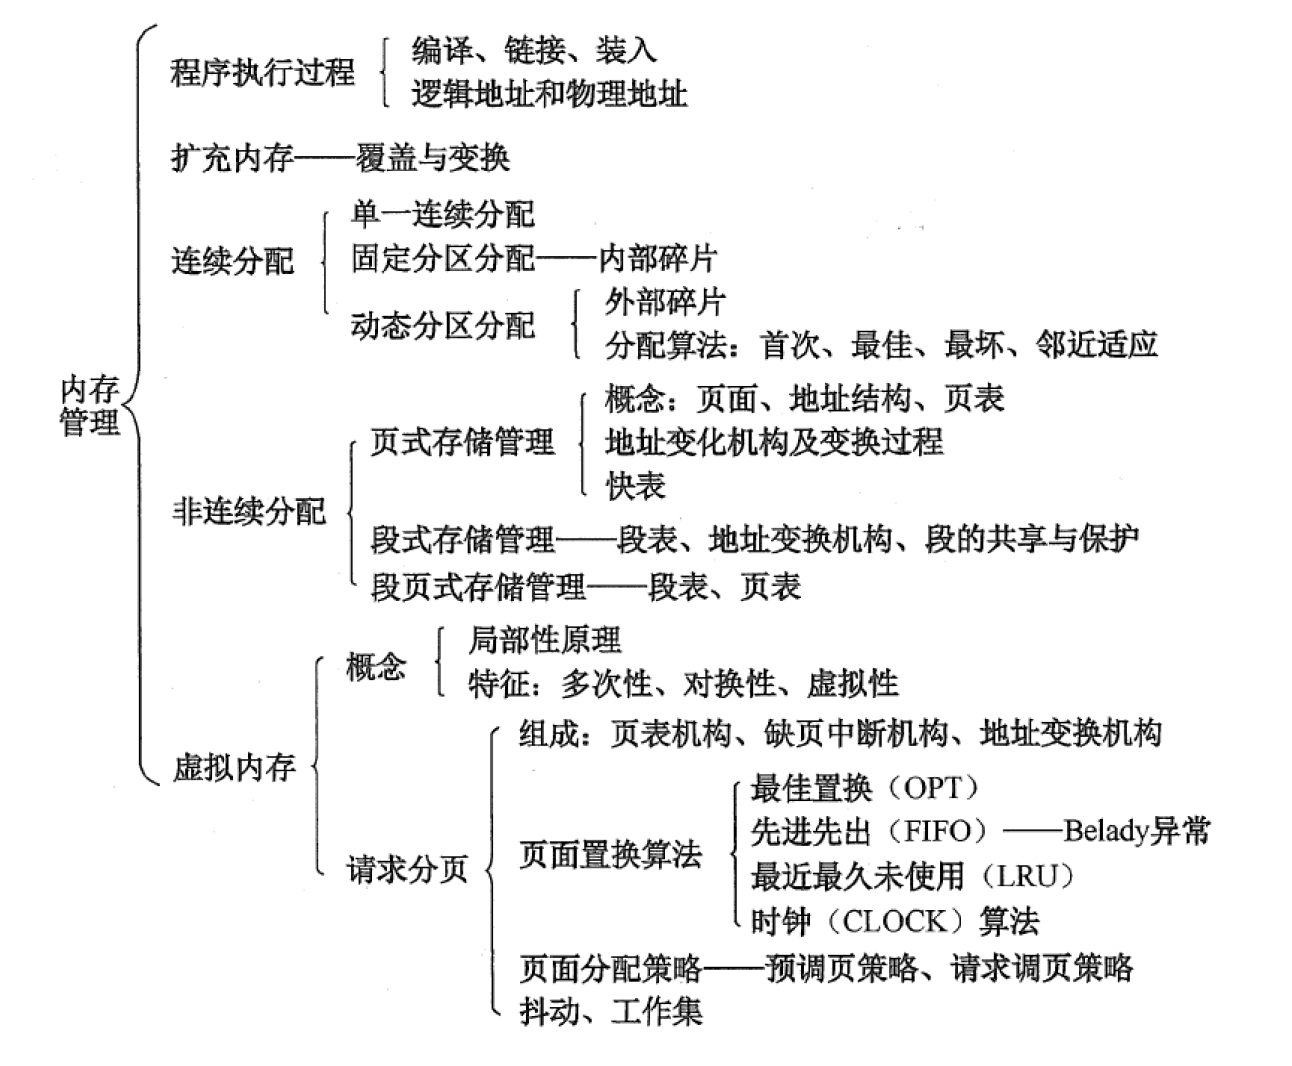 内存
管理
程序执行过程
编译、链接、装入
逻辑地址和物理地址
扩充内存——覆盖与变换
连续分配
单一连续分配
固定分区分配——内部碎片
动态分区分配
外部碎片
分配算法：首次、最佳、最坏、邻近适应
非连续分配
页式存储管理
概念：页面、地址结构、页表
地址变化机构及变换过程
快表
段式存储管理——段表、地址变换机构、段的共享与保护
段页式存储管理——段表、页表
虚拟内存
概念
局部性原理
特征：多次性、对换性、虚拟性
请求分页
组成：页表机构、缺页中断机构、地址变换机构
页面置换算法
最佳置换（OPT）
先进先出（FIFO）——Belady异常
最近最久未使用（LRU）
时钟（CLOCK）算法
页面分配策略——预调页策略、请求调页策略
抖动、工作集